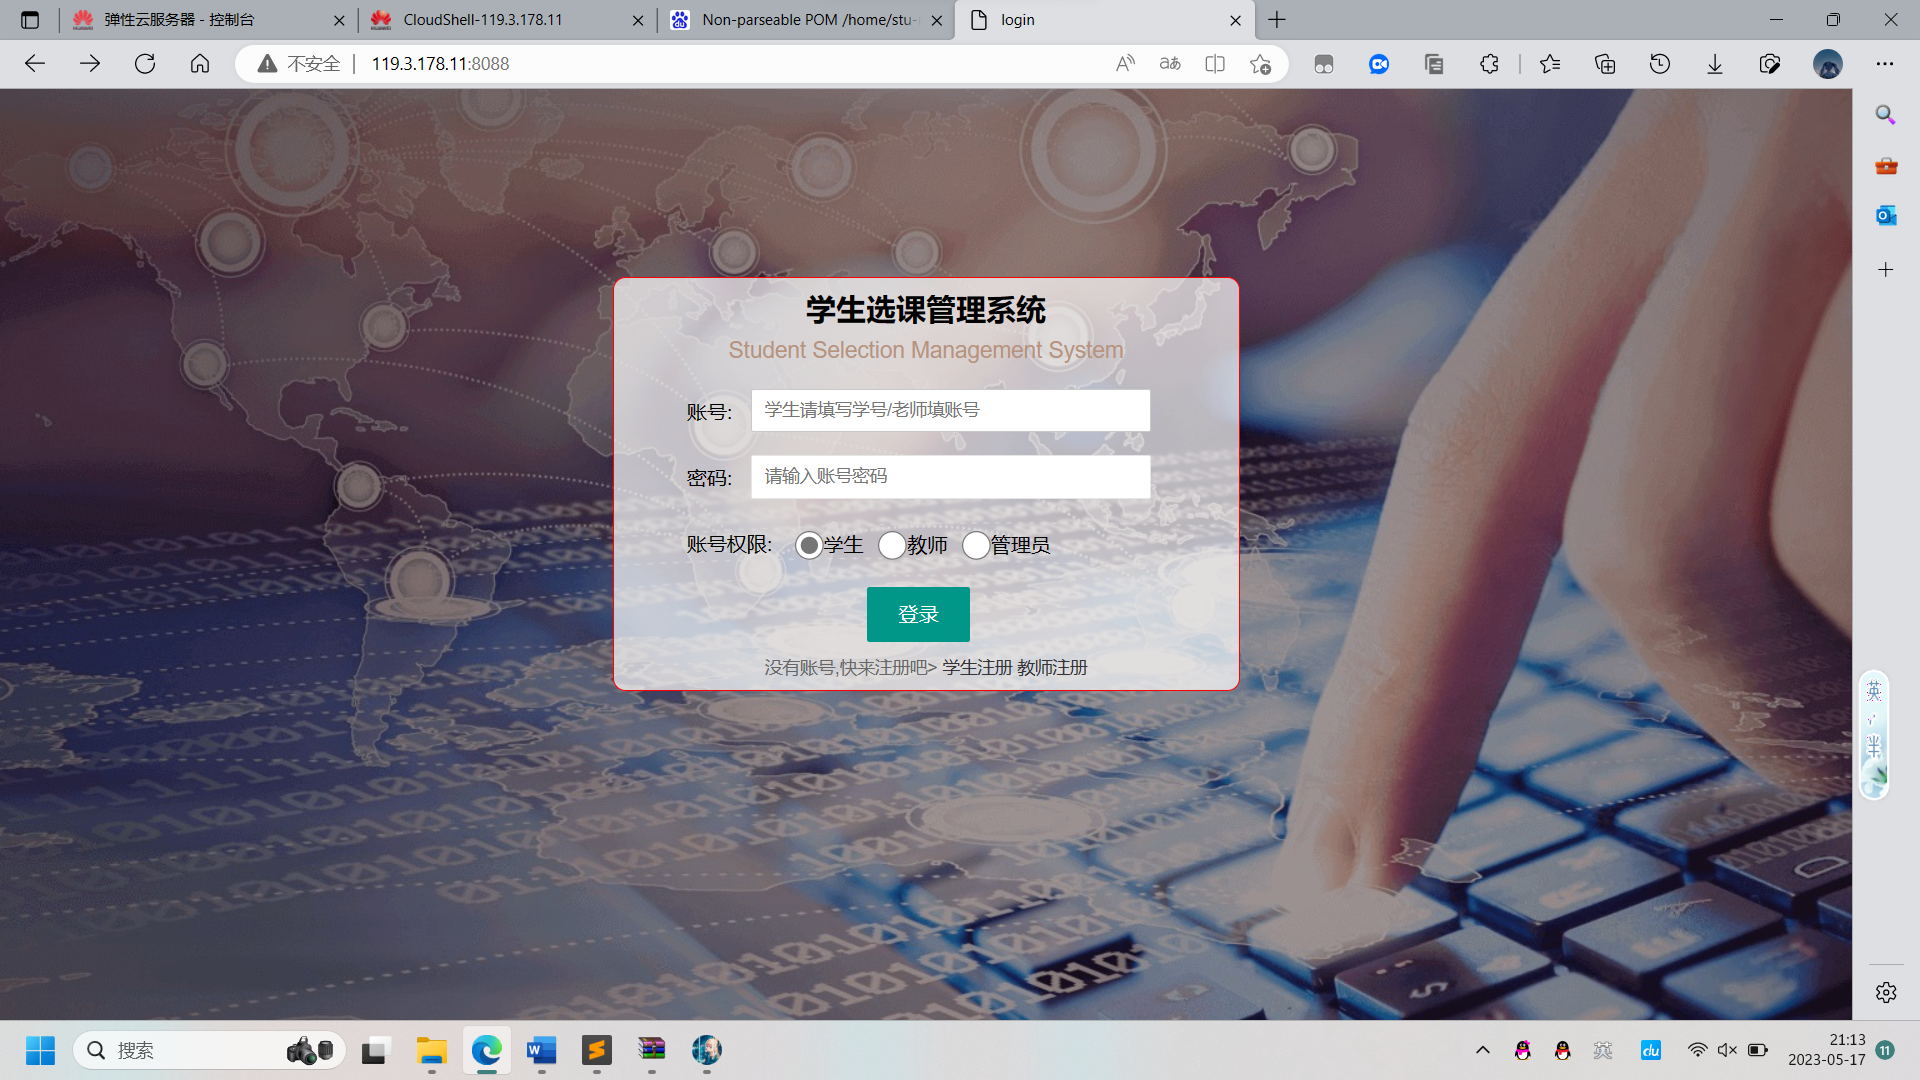 弹性云服务器 - 控制台
CloudShell-119.3.178.11
Non-parseable POM /home/stu-
login
不安全
119.3.178.11:8088
学生选课管理系统
Student Selection Management System
账号: 学生请填写学号/老师填账号
密码: 请输入账号密码
账号权限: 学生 教师 管理员
登录
没有账号,快来注册吧> 学生注册 教师注册
英
半
搜索
英
21:13
2023-05-17
11